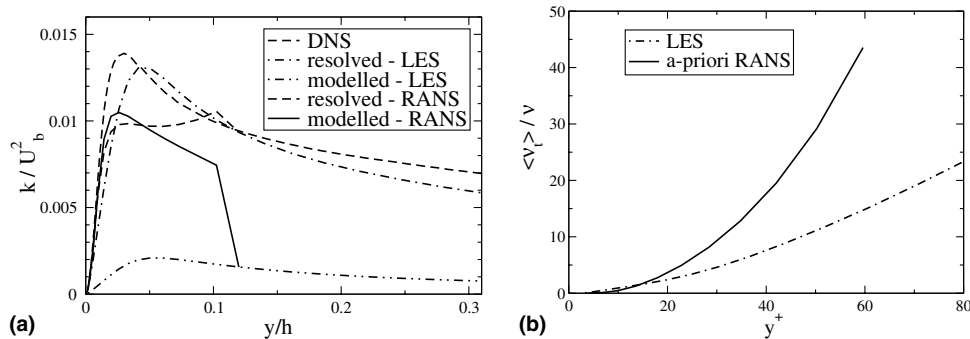 0.015
0.01
0.005
0
k / U²_b
DNS
resolved - LES
modelled - LES
resolved - RANS
modelled - RANS
0
0.1
0.2
0.3
y/h
(a)
50
40
30
20
10
0
<ν_t> / ν
LES
a-priori RANS
0
20
40
60
80
y⁺
(b)